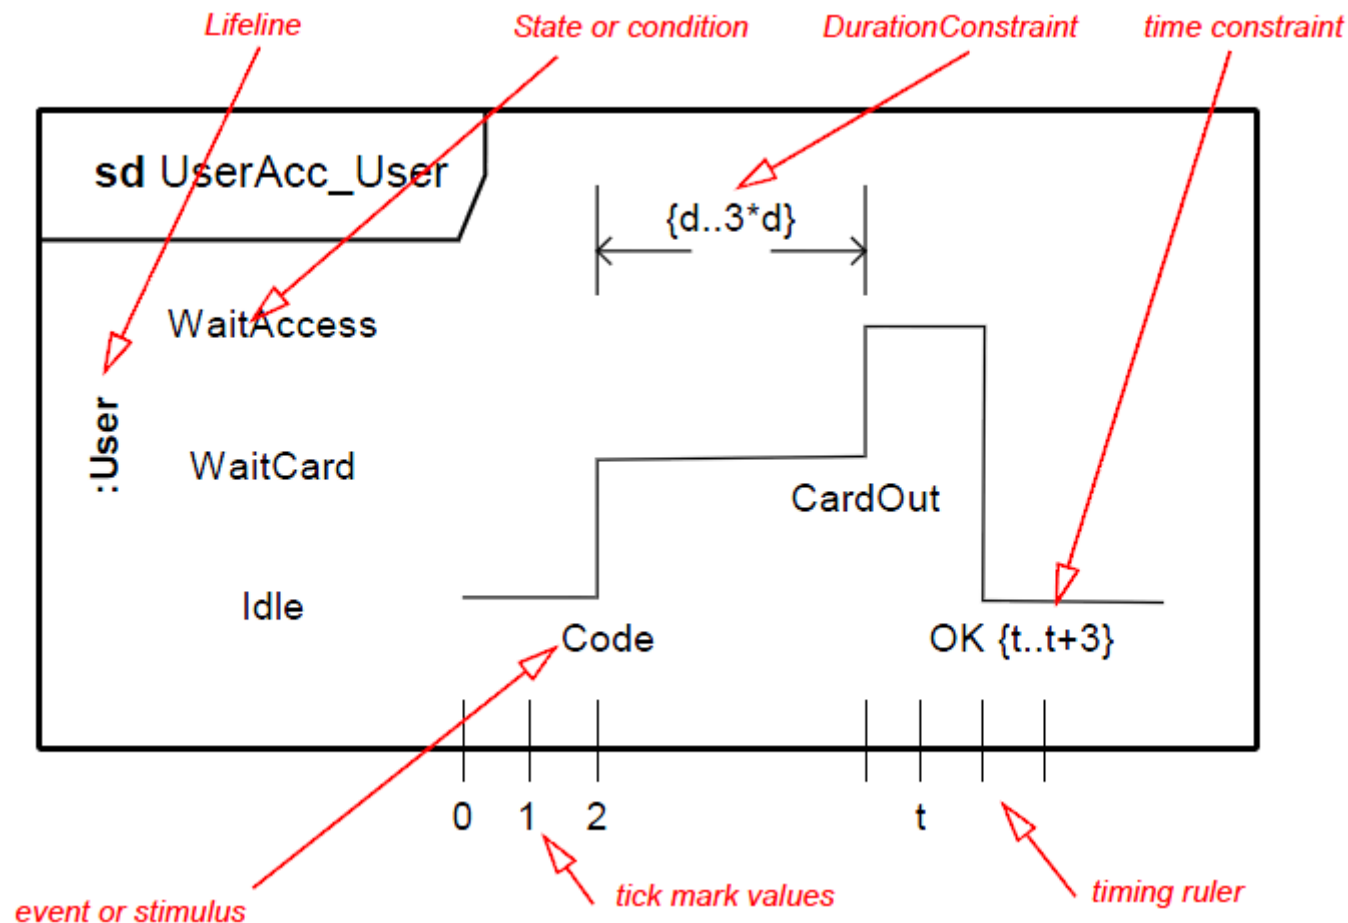 Lifeline
State or condition
DurationConstraint
time constraint
sd UserAcc_User
{d..3*d}
WaitAccess
:User
WaitCard
CardOut
Idle
Code
OK {t..t+3}
0 1 2 t
event or stimulus
tick mark values
timing ruler